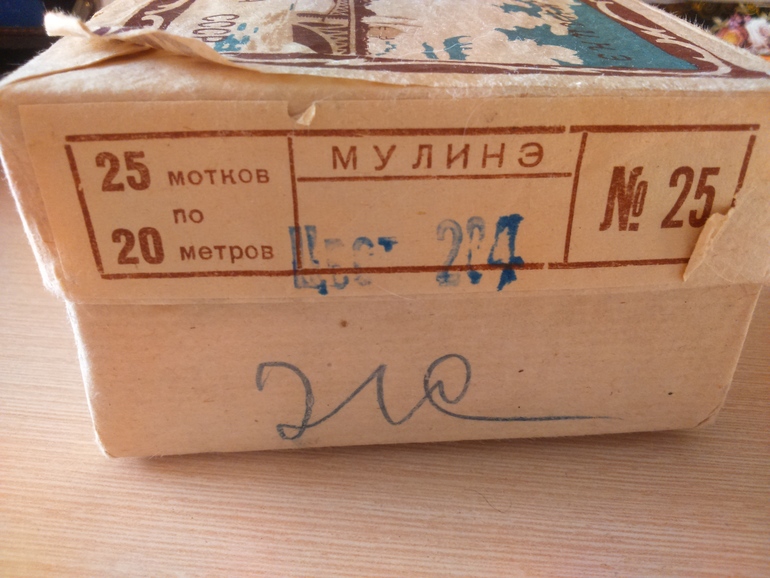 25 мотков
по
20 метров
МУЛИНЭ
Цвет 204
№ 25